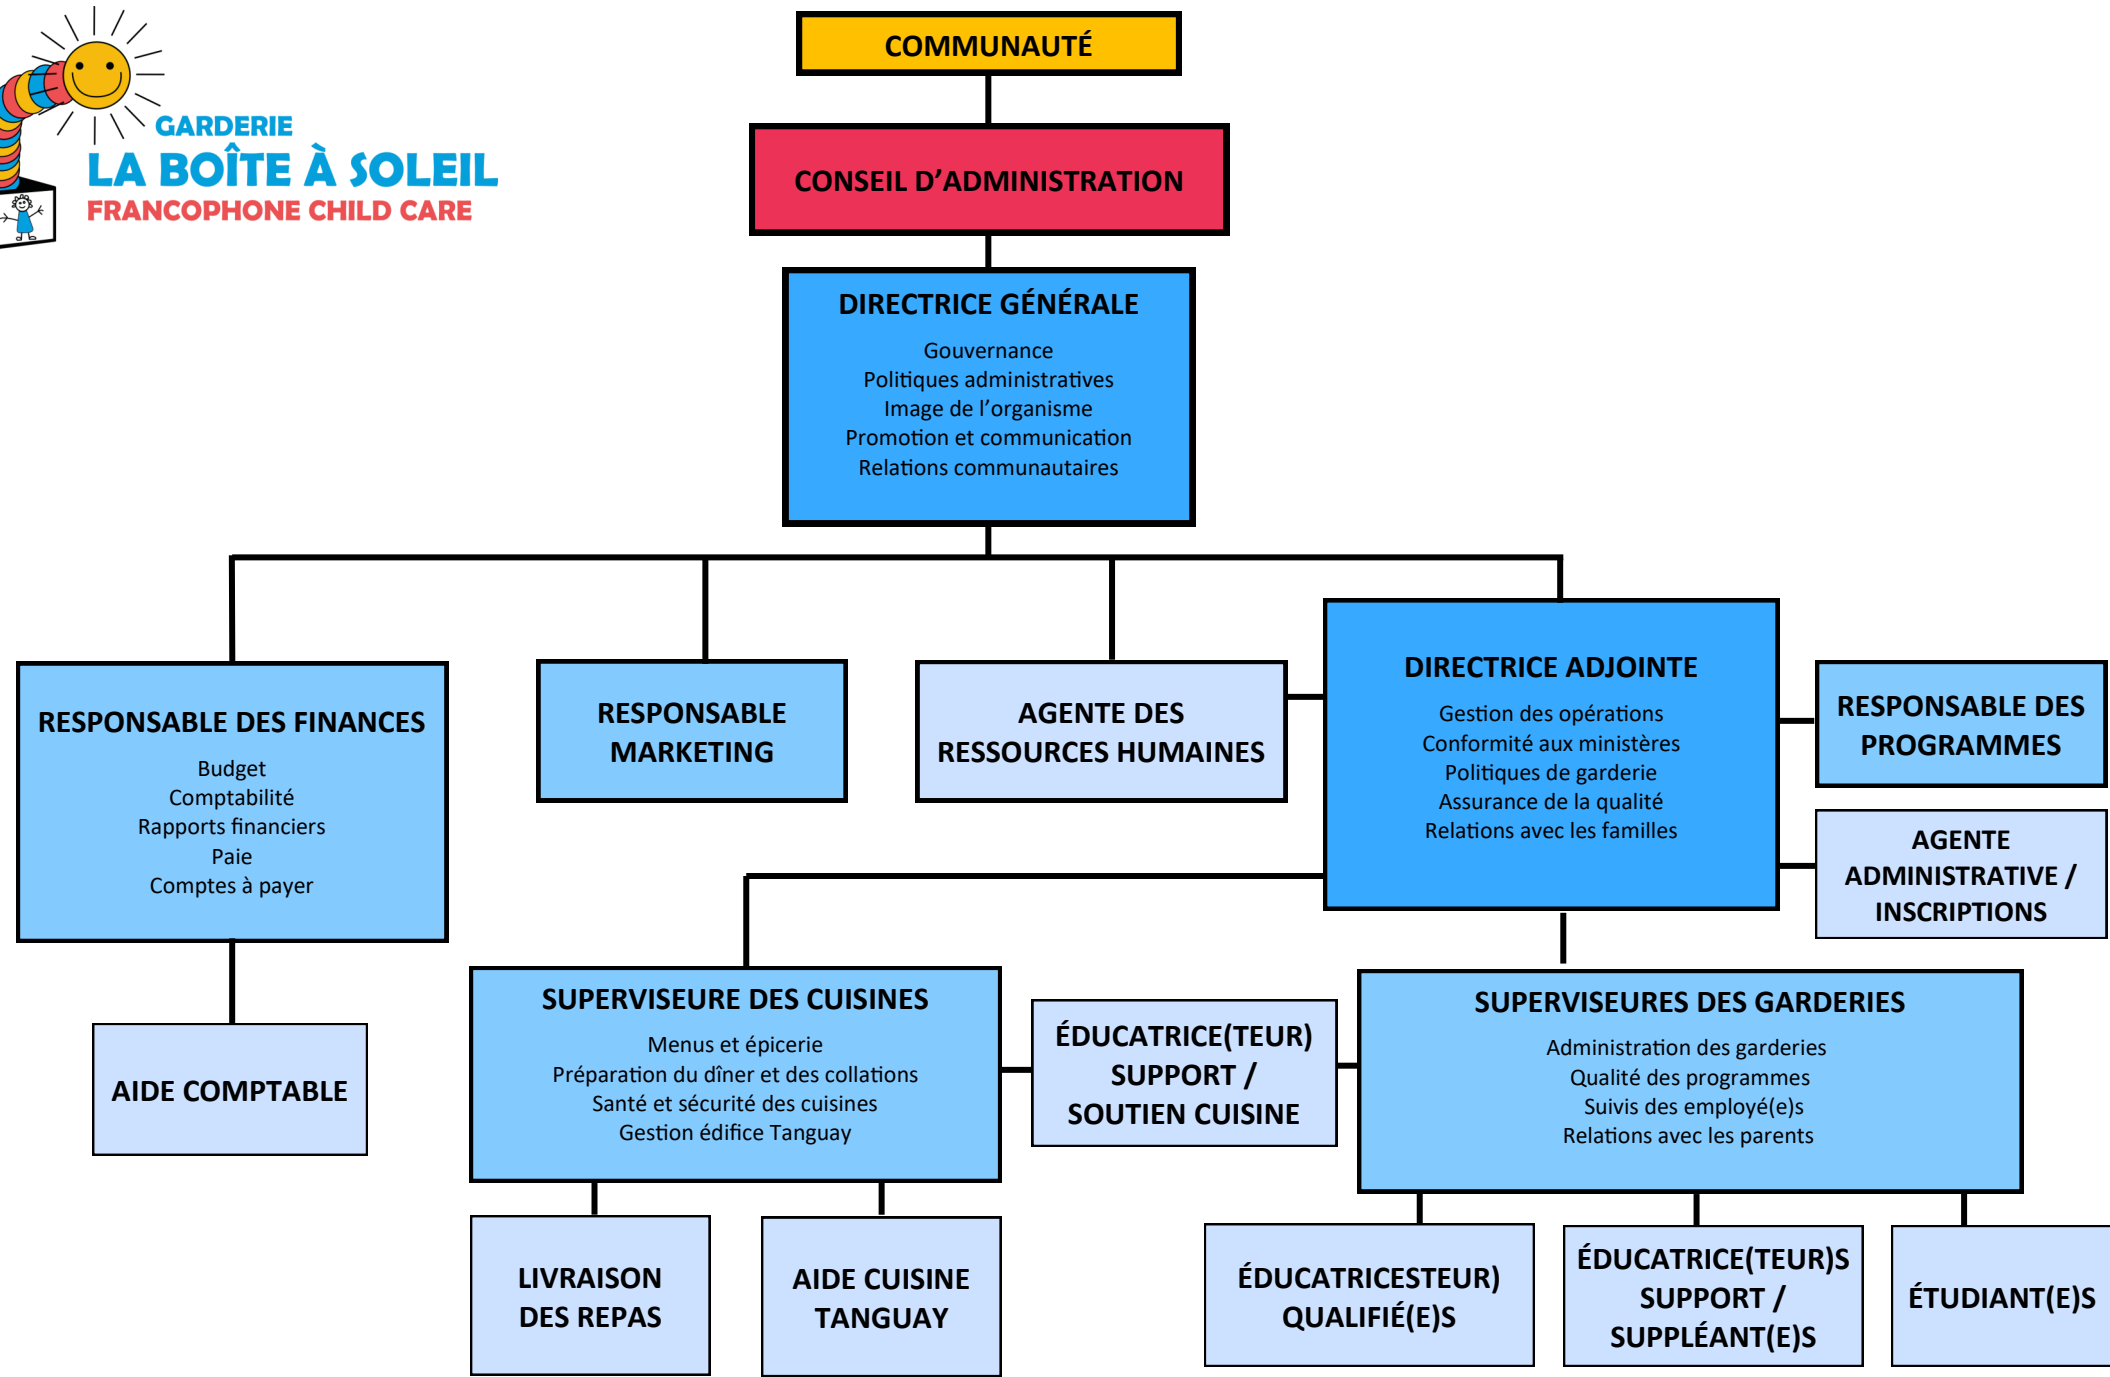 GARDERIE
LA BOÎTE À SOLEIL
FRANCOPHONE CHILD CARE
COMMUNAUTÉ
CONSEIL D’ADMINISTRATION
DIRECTRICE GÉNÉRALE
Gouvernance
Politiques administratives
Image de l’organisme
Promotion et communication
Relations communautaires
RESPONSABLE DES FINANCES
Budget
Comptabilité
Rapports financiers
Paie
Comptes à payer
RESPONSABLE
MARKETING
AGENTE DES
RESSOURCES HUMAINES
DIRECTRICE ADJOINTE
Gestion des opérations
Conformité aux ministères
Politiques de garderie
Assurance de la qualité
Relations avec les familles
RESPONSABLE DES
PROGRAMMES
AGENTE
ADMINISTRATIVE /
INSCRIPTIONS
AIDE COMPTABLE
SUPERVISEURE DES CUISINES
Menus et épicerie
Préparation du dîner et des collations
Santé et sécurité des cuisines
Gestion édifice Tanguay
ÉDUCATRICE(TEUR)
SUPPORT /
SOUTIEN CUISINE
SUPERVISEURES DES GARDERIES
Administration des garderies
Qualité des programmes
Suivis des employé(e)s
Relations avec les parents
LIVRAISON
DES REPAS
AIDE CUISINE
TANGUAY
ÉDUCATRICESTEUR)
QUALIFIÉ(E)S
ÉDUCATRICE(TEUR)S
SUPPORT /
SUPPLÉANT(E)S
ÉTUDIANT(E)S